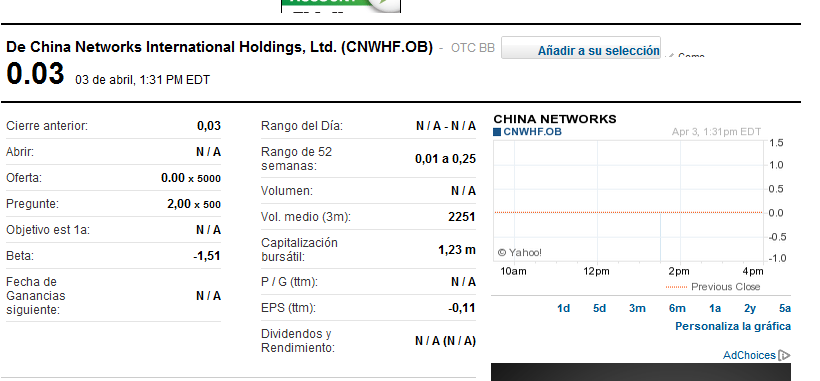 De China Networks International Holdings, Ltd. (CNWHF.OB) - OTC BB
Añadir a su selección
0.03 03 de abril, 1:31 PM EDT
Cierre anterior: 0,03
Abrir: N / A
Oferta: 0.00 x 5000
Pregunte: 2,00 x 500
Objetivo est 1a: N / A
Beta: -1,51
Fecha de
Ganancias
siguiente: N / A
Rango del Día: N / A - N / A
Rango de 52
semanas: 0,01 a 0,25
Volumen: N / A
Vol. medio (3m): 2251
Capitalización
bursátil: 1,23 m
P / G (ttm): N / A
EPS (ttm): -0,11
Dividendos y
Rendimiento: N / A (N / A)
CHINA NETWORKS
CNWHF.OB Apr 3, 1:31pm EDT
1.5
1.0
0.5
0.0
-0.5
-1.0
© Yahoo!
10am 12pm 2pm 4pm
Previous Close
1d 5d 3m 6m 1a 2y 5a
Personaliza la gráfica
AdChoices